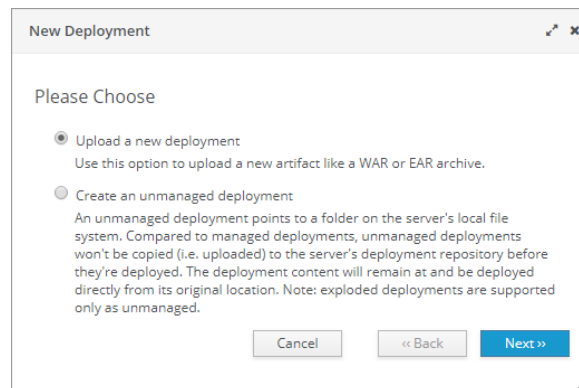 New Deployment
Please Choose
Upload a new deployment
Use this option to upload a new artifact like a WAR or EAR archive.
Create an unmanaged deployment
An unmanaged deployment points to a folder on the server's local file
system. Compared to managed deployments, unmanaged deployments
won't be copied (i.e. uploaded) to the server's deployment repository before
they're deployed. The deployment content will remain at and be deployed
directly from its original location. Note: exploded deployments are supported
only as unmanaged.
Cancel
‹‹ Back
Next ››